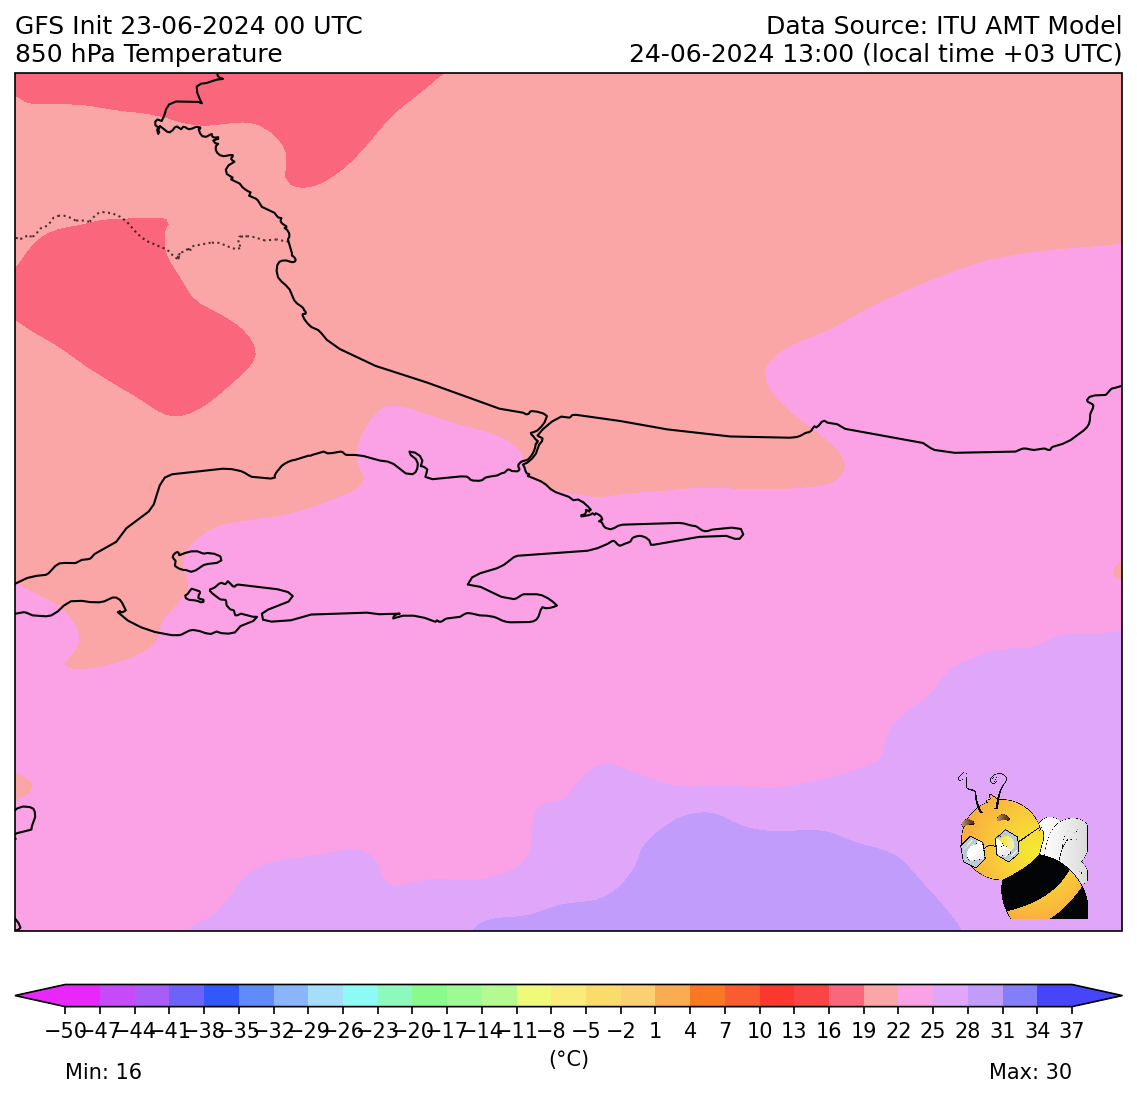 GFS Init 23-06-2024 00 UTC
Data Source: ITU AMT Model
850 hPa Temperature
24-06-2024 13:00 (local time +03 UTC)
−50 −47 −44 −41 −38 −35 −32 −29 −26 −23 −20 −17 −14 −11 −8 −5 −2 1 4 7 10 13 16 19 22 25 28 31 34 37
(°C)
Min: 16
Max: 30